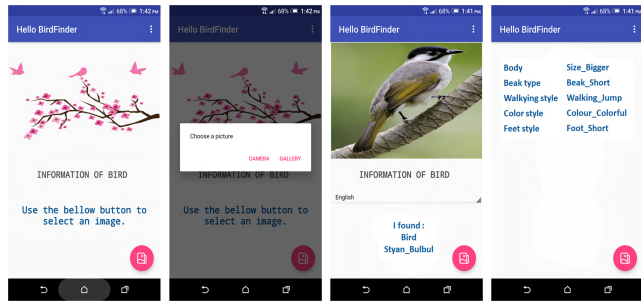 68% 1:42 PM
Hello BirdFinder
INFORMATION OF BIRD
Use the bellow button to
select an image.
68% 1:42 PM
Hello BirdFinder
Choose a picture
CAMERA GALLERY
INFORMATION OF BIRD
Use the bellow button to
select an image.
68% 1:41 PM
Hello BirdFinder
INFORMATION OF BIRD
English
I found :
Bird
Styan_Bulbul
68% 1:41 PM
Hello BirdFinder
Body Size_Bigger
Beak type Beak_Short
Walkying style Walking_Jump
Color style Colour_Colorful
Feet style Foot_Short